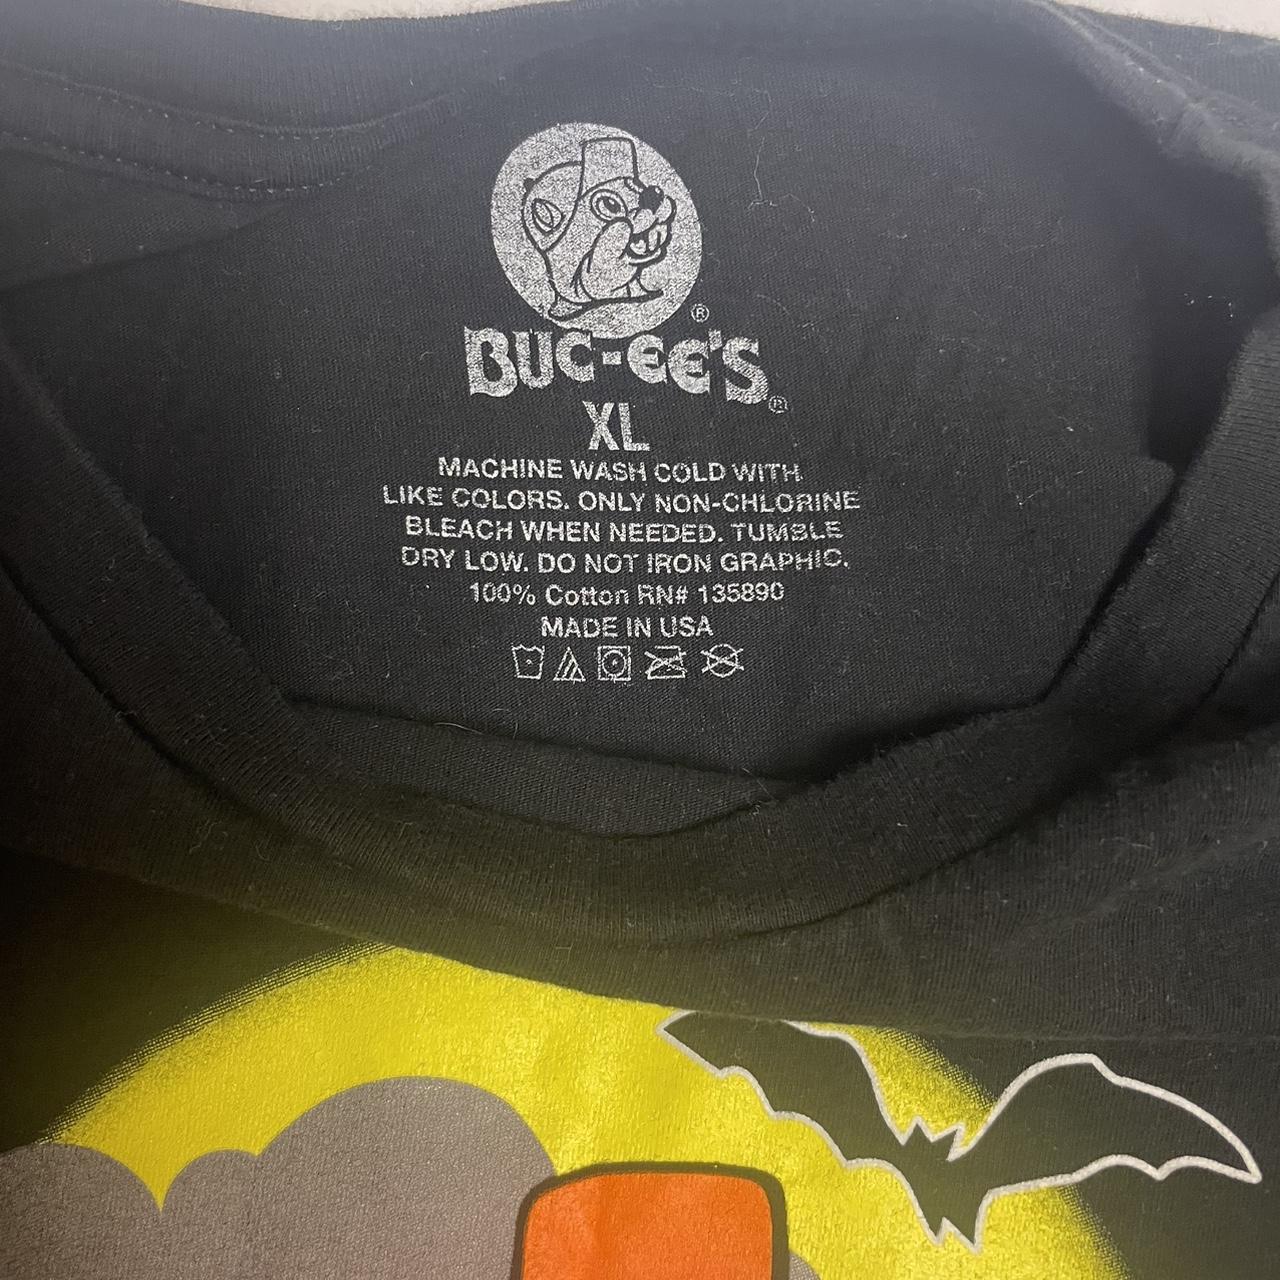 ®
BUC-EE'S®
XL
MACHINE WASH COLD WITH
LIKE COLORS. ONLY NON-CHLORINE
BLEACH WHEN NEEDED. TUMBLE
DRY LOW. DO NOT IRON GRAPHIC.
100% Cotton RN# 135890
MADE IN USA